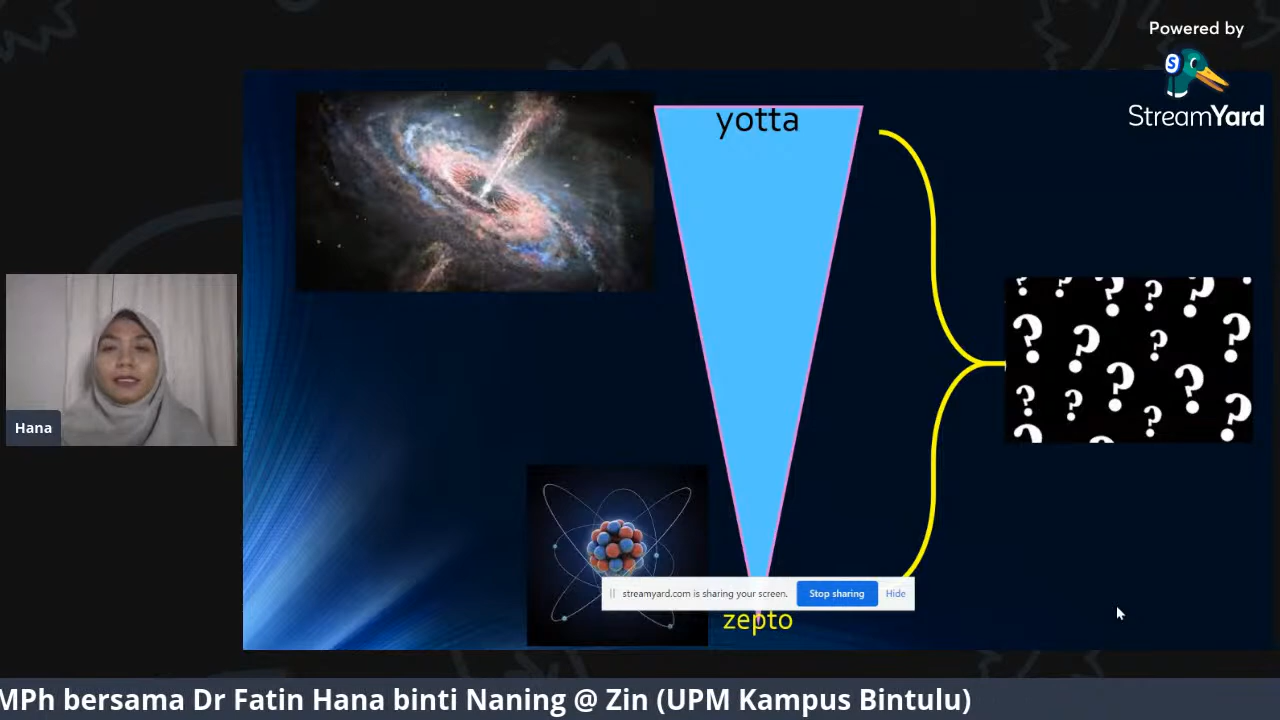 Powered by
S
StreamYard
yotta
Hana
streamyard.com is sharing your screen.
Stop sharing
Hide
zepto
MPh bersama Dr Fatin Hana binti Naning @ Zin (UPM Kampus Bintulu)